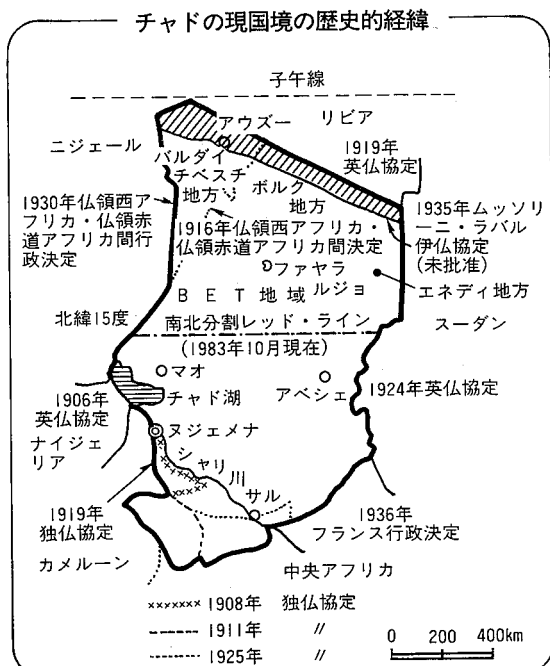 チャドの現国境の歴史的経緯
子午線
アウズー
リビア
ニジェール
バルダイ
チベスチ
地方
ボルク
地方
1919年
英仏協定
1930年仏領西ア
フリカ・仏領赤
道アフリカ間行
政決定
1916年仏領西アフリカ・
仏領赤道アフリカ間決定
1935年ムッソリ
ーニ・ラバル
伊仏協定
(未批准)
ファヤラ
ルジョ
BET地域
エネディ地方
北緯15度
南北分割レッド・ライン
(1983年10月現在)
スーダン
マオ
チャド湖
アベシェ
1924年英仏協定
1906年
英仏協定
ナイジェ
リア
ヌジェメナ
シャリ川
サル
1919年
独仏協定
1936年
フランス行政決定
カメルーン
中央アフリカ
×××××× 1908年 独仏協定
------ 1911年 〃
------ 1925年 〃
0 200 400km